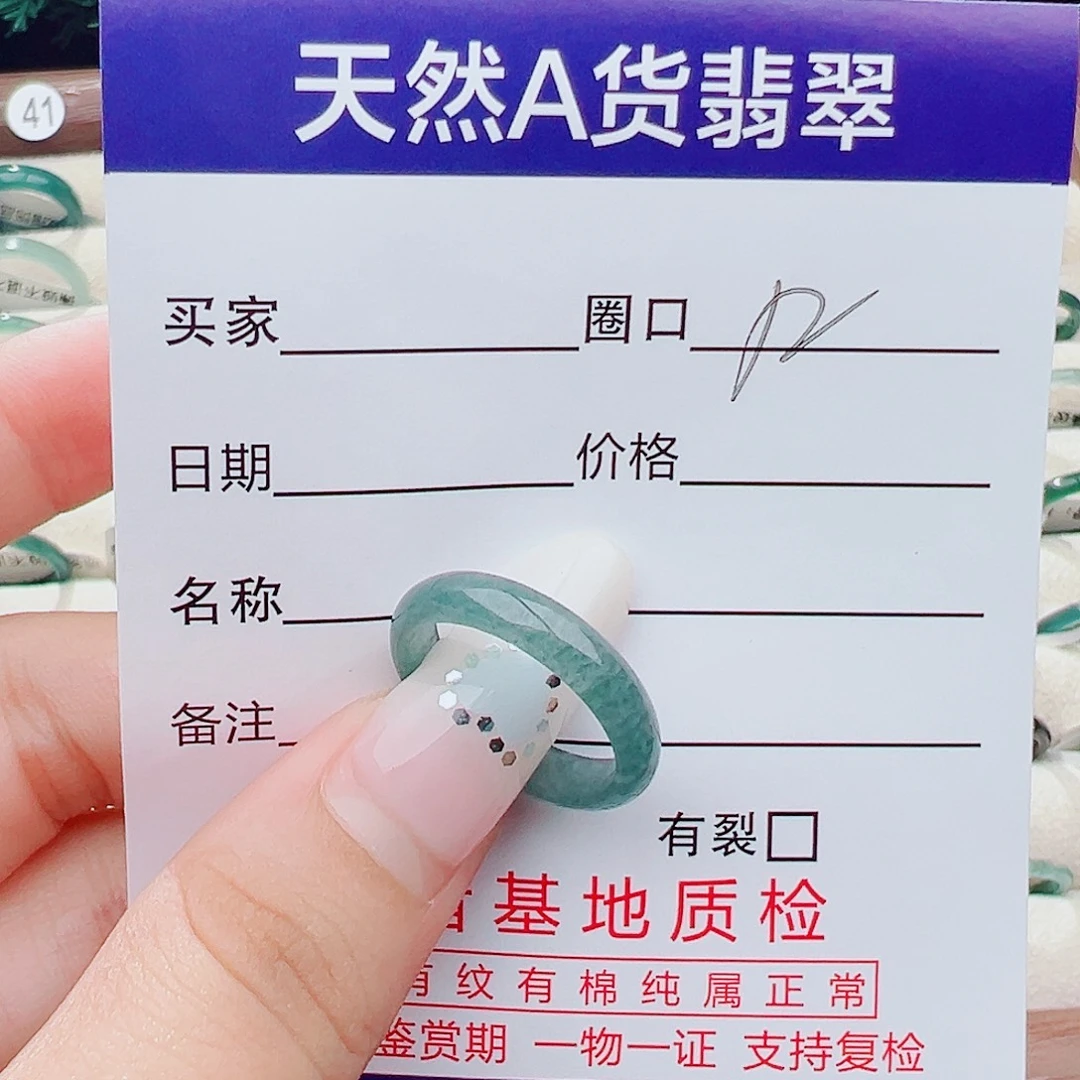 天然A货翡翠
41
买家 圈口
日期 价格
名称
备注
有裂
基地质检
有纹有棉纯属正常
鉴赏期 一物一证 支持复检